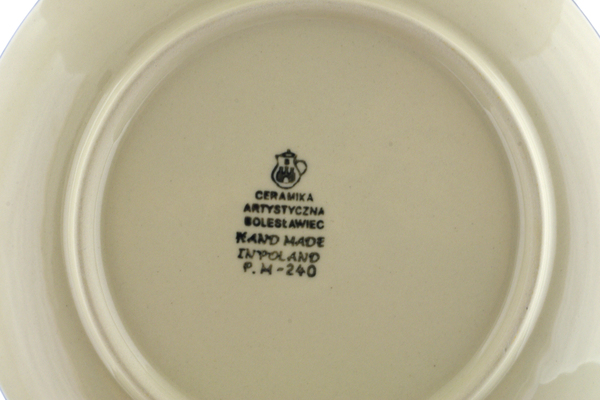 CERAMIKA
ARTYSTYCZNA
BOLESŁAWIEC
HAND MADE
IN POLAND
P.H-240